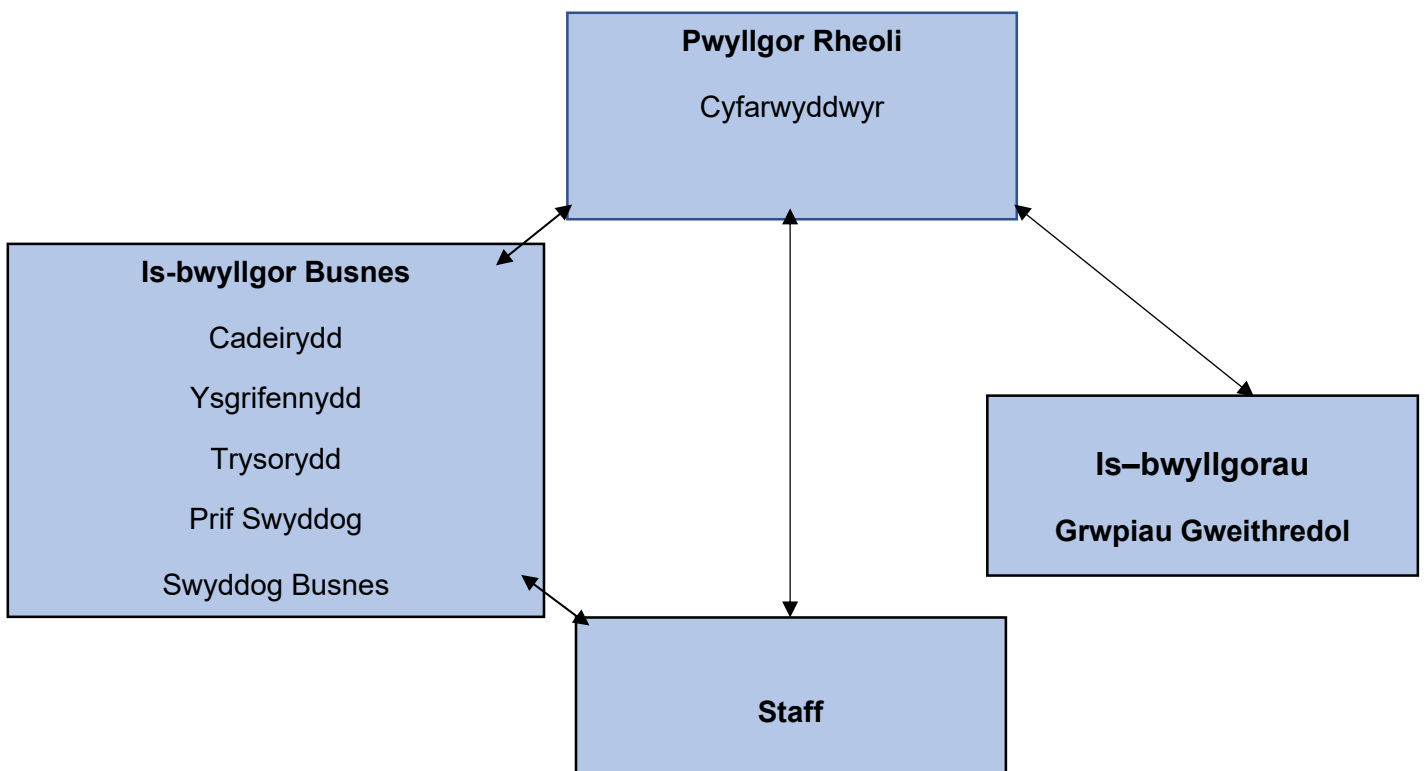 Pwyllgor Rheoli
Cyfarwyddwyr
Is-bwyllgor Busnes
Cadeirydd
Ysgrifennydd
Trysorydd
Prif Swyddog
Swyddog Busnes
Is–bwyllgorau
Grwpiau Gweithredol
Staff